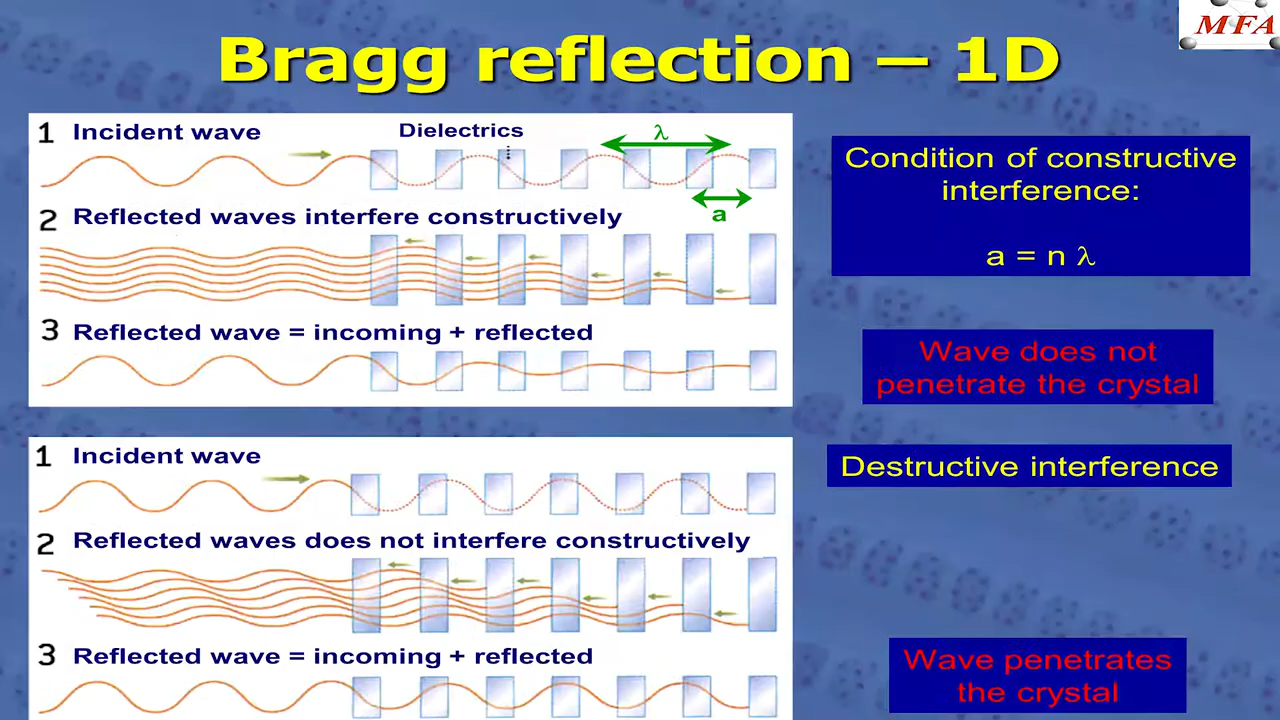 MFA
Bragg reflection — 1D
1 Incident wave
Dielectrics
λ
a
2 Reflected waves interfere constructively
3 Reflected wave = incoming + reflected
Condition of constructive
interference:
a = n λ
Wave does not
penetrate the crystal
1 Incident wave
2 Reflected waves does not interfere constructively
3 Reflected wave = incoming + reflected
Destructive interference
Wave penetrates
the crystal